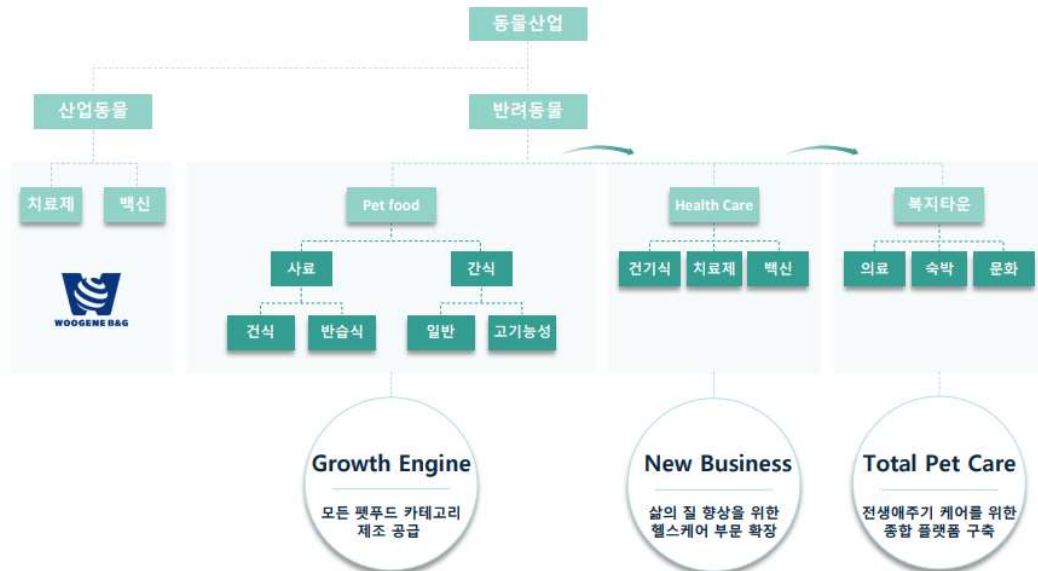 동물산업
산업동물
반려동물
치료제
백신
WOOGENE B&G
Pet food
사료
간식
건식
반습식
일반
고기능성
Health Care
건기식
치료제
백신
복지타운
의료
숙박
문화
Growth Engine
모든 펫푸드 카테고리
제조 공급
New Business
삶의 질 향상을 위한
헬스케어 부문 확장
Total Pet Care
전생애주기 케어를 위한
종합 플랫폼 구축